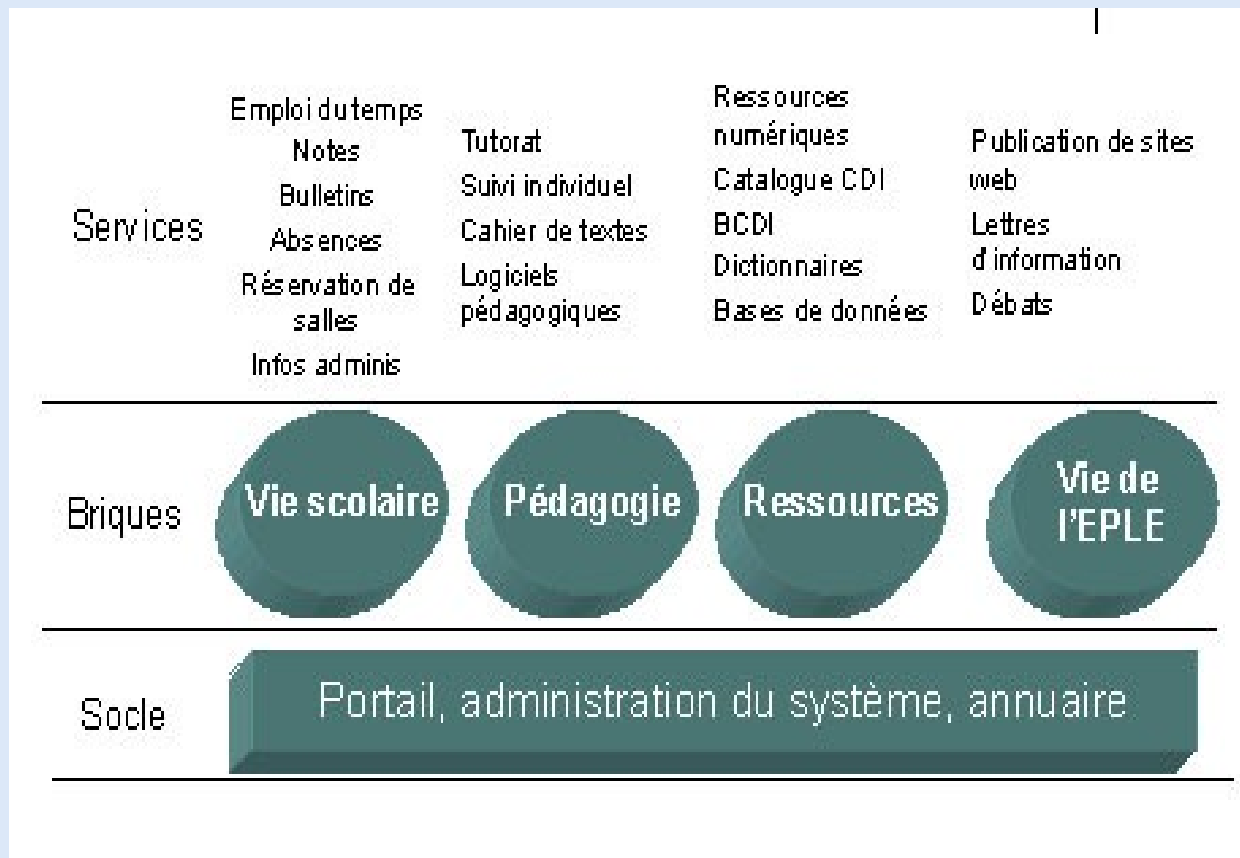 Services
Emploi du temps
Notes
Bulletins
Absences
Réservation de
salles
Infos adminis
Tutorat
Suivi individuel
Cahier de textes
Logiciels
pédagogiques
Ressources
numériques
Catalogue CDI
BCDI
Dictionnaires
Bases de données
Publication de sites
web
Lettres
d'information
Débats
Briques
Vie scolaire
Pédagogie
Ressources
Vie de
l'EPLE
Socle
Portail, administration du système, annuaire